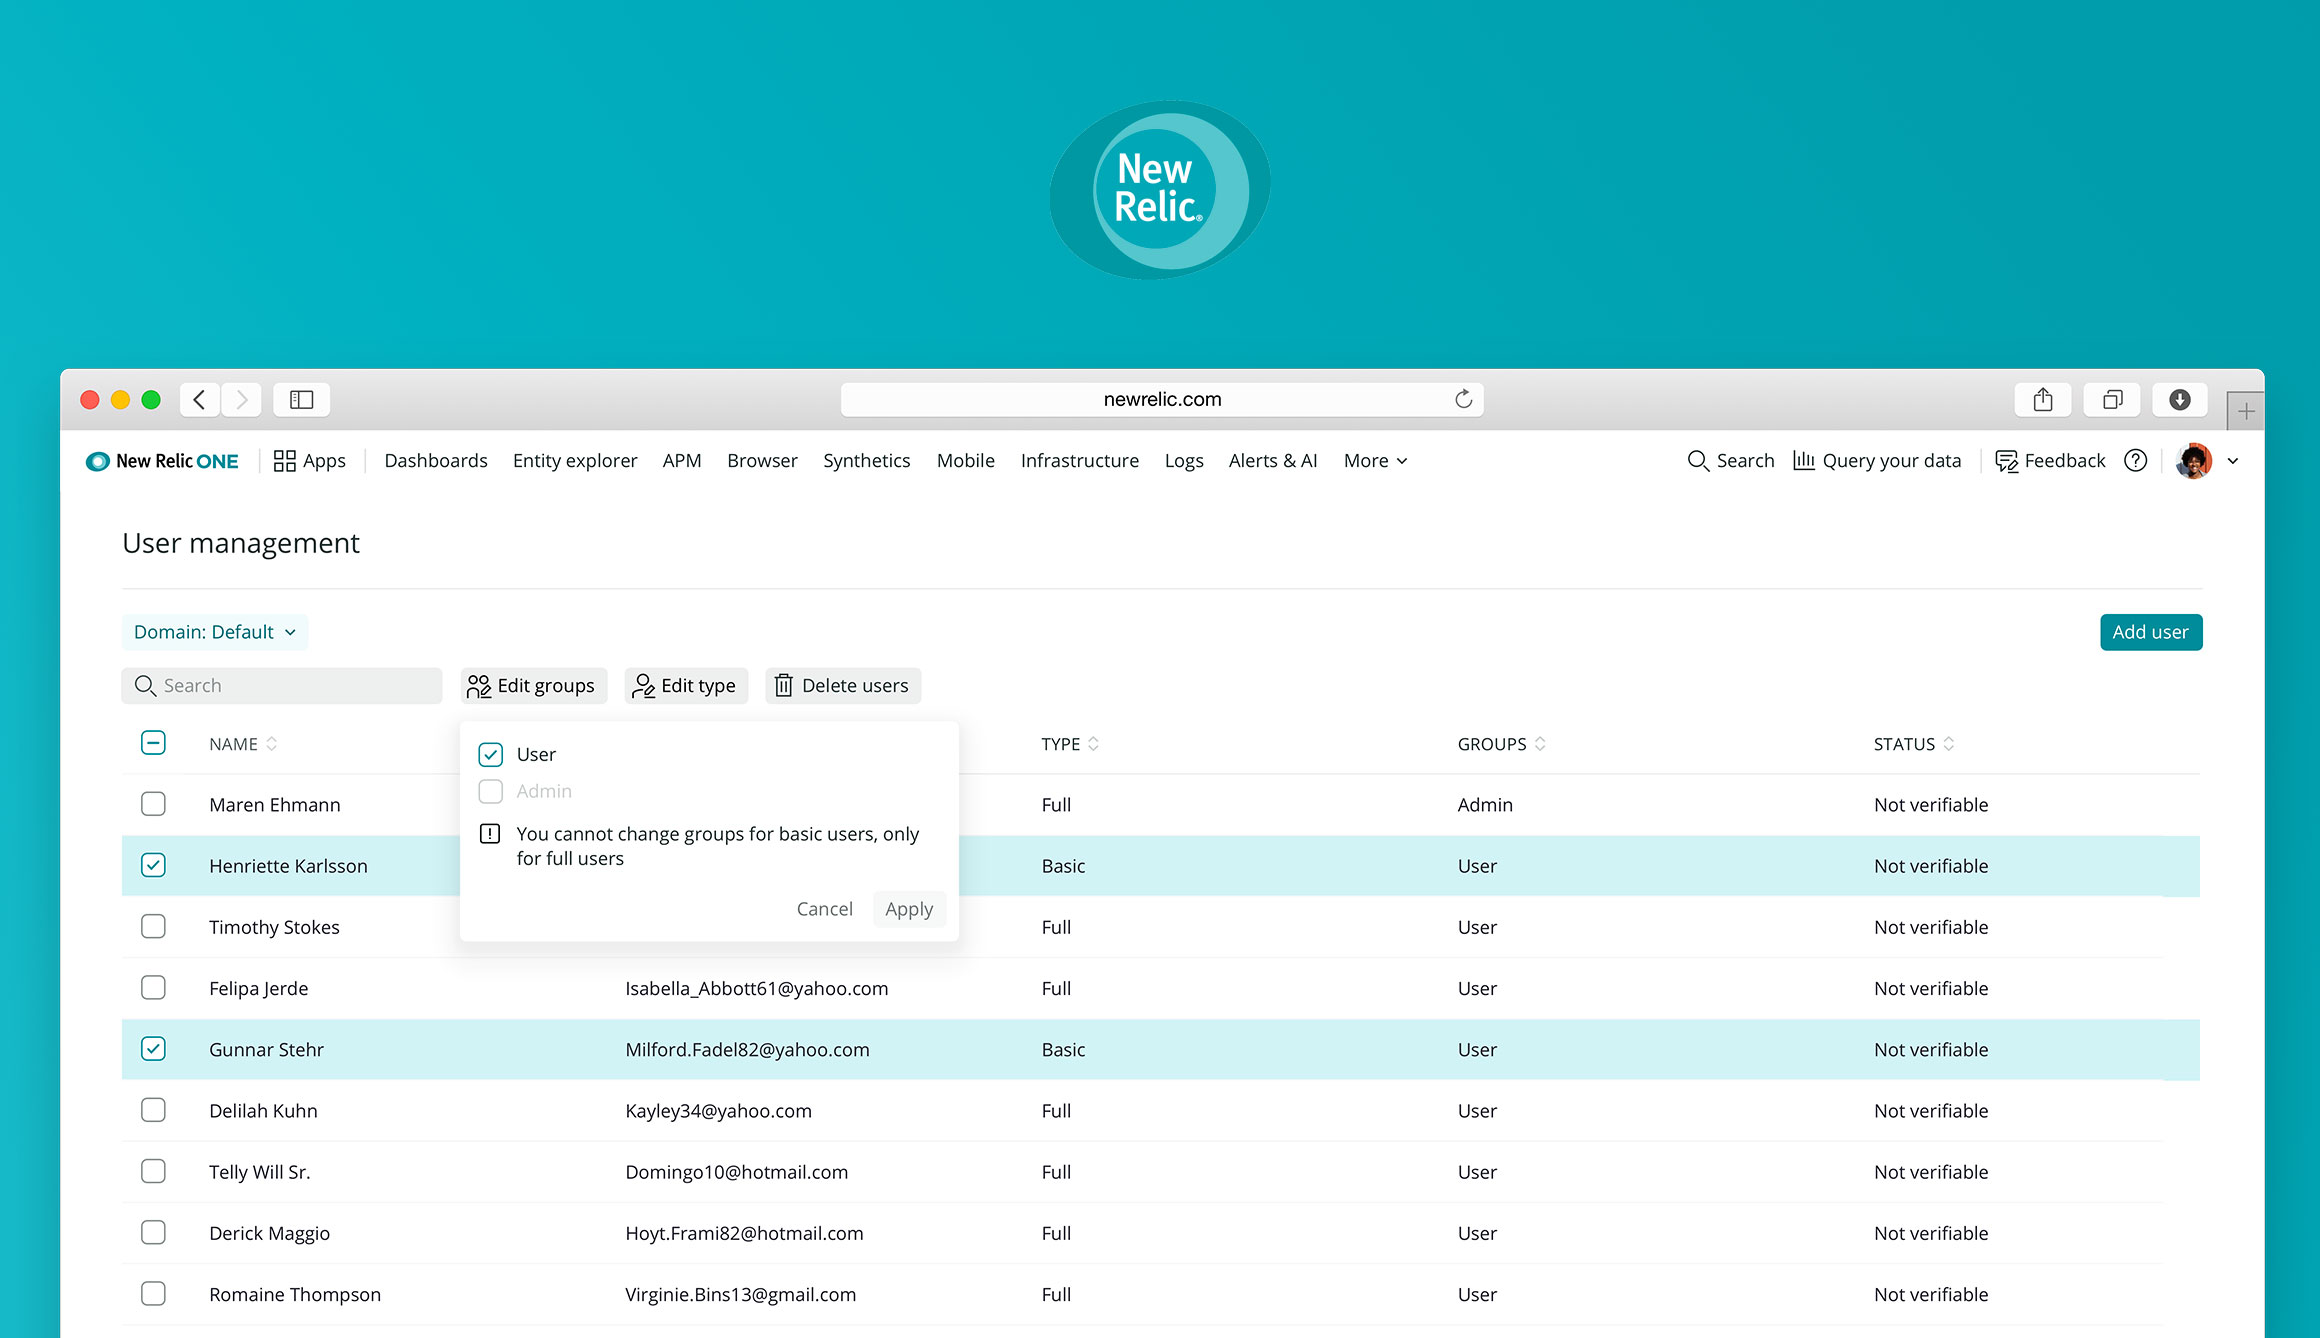 New
Relic®
newrelic.com
New Relic ONE
Apps
Dashboards
Entity explorer
APM
Browser
Synthetics
Mobile
Infrastructure
Logs
Alerts & AI
More
Search
Query your data
Feedback
User management
Domain: Default
Add user
Search
Edit groups
Edit type
Delete users
NAME
TYPE
GROUPS
STATUS
User
Admin
You cannot change groups for basic users, only
for full users
Cancel
Apply
Maren Ehmann
Full
Admin
Not verifiable
Henriette Karlsson
Basic
User
Not verifiable
Timothy Stokes
Full
User
Not verifiable
Felipa Jerde
Isabella_Abbott61@yahoo.com
Full
User
Not verifiable
Gunnar Stehr
Milford.Fadel82@yahoo.com
Basic
User
Not verifiable
Delilah Kuhn
Kayley34@yahoo.com
Full
User
Not verifiable
Telly Will Sr.
Domingo10@hotmail.com
Full
User
Not verifiable
Derick Maggio
Hoyt.Frami82@hotmail.com
Full
User
Not verifiable
Romaine Thompson
Virginie.Bins13@gmail.com
Full
User
Not verifiable